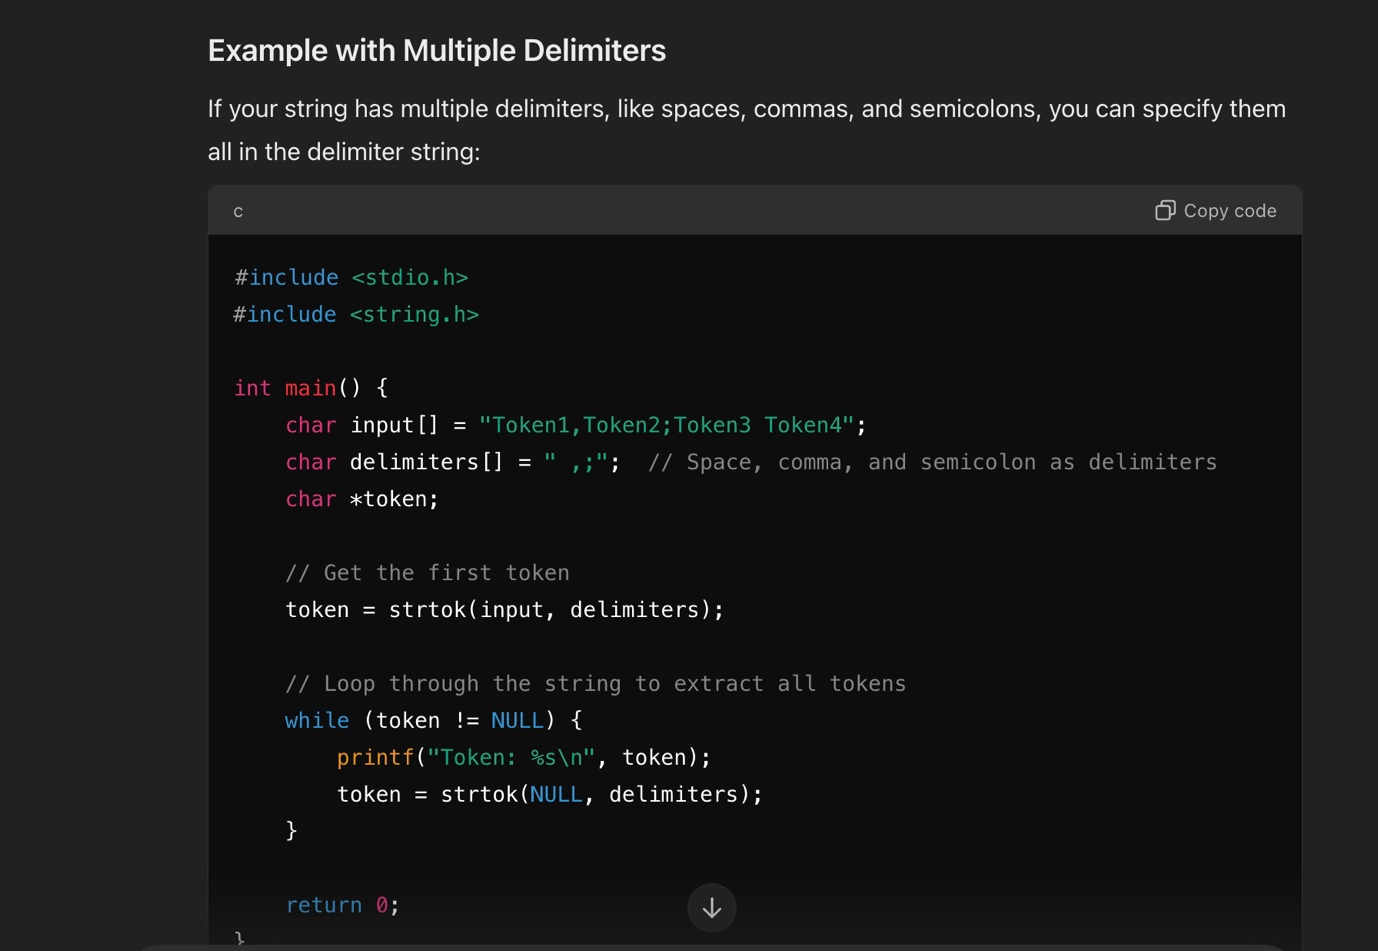 Example with Multiple Delimiters
If your string has multiple delimiters, like spaces, commas, and semicolons, you can specify them
all in the delimiter string:
c
Copy code
#include <stdio.h>
#include <string.h>
int main() {
    char input[] = "Token1,Token2;Token3 Token4";
    char delimiters[] = " ,;";  // Space, comma, and semicolon as delimiters
    char *token;
    // Get the first token
    token = strtok(input, delimiters);
    // Loop through the string to extract all tokens
    while (token != NULL) {
        printf("Token: %s\n", token);
        token = strtok(NULL, delimiters);
    }
    return 0;
}